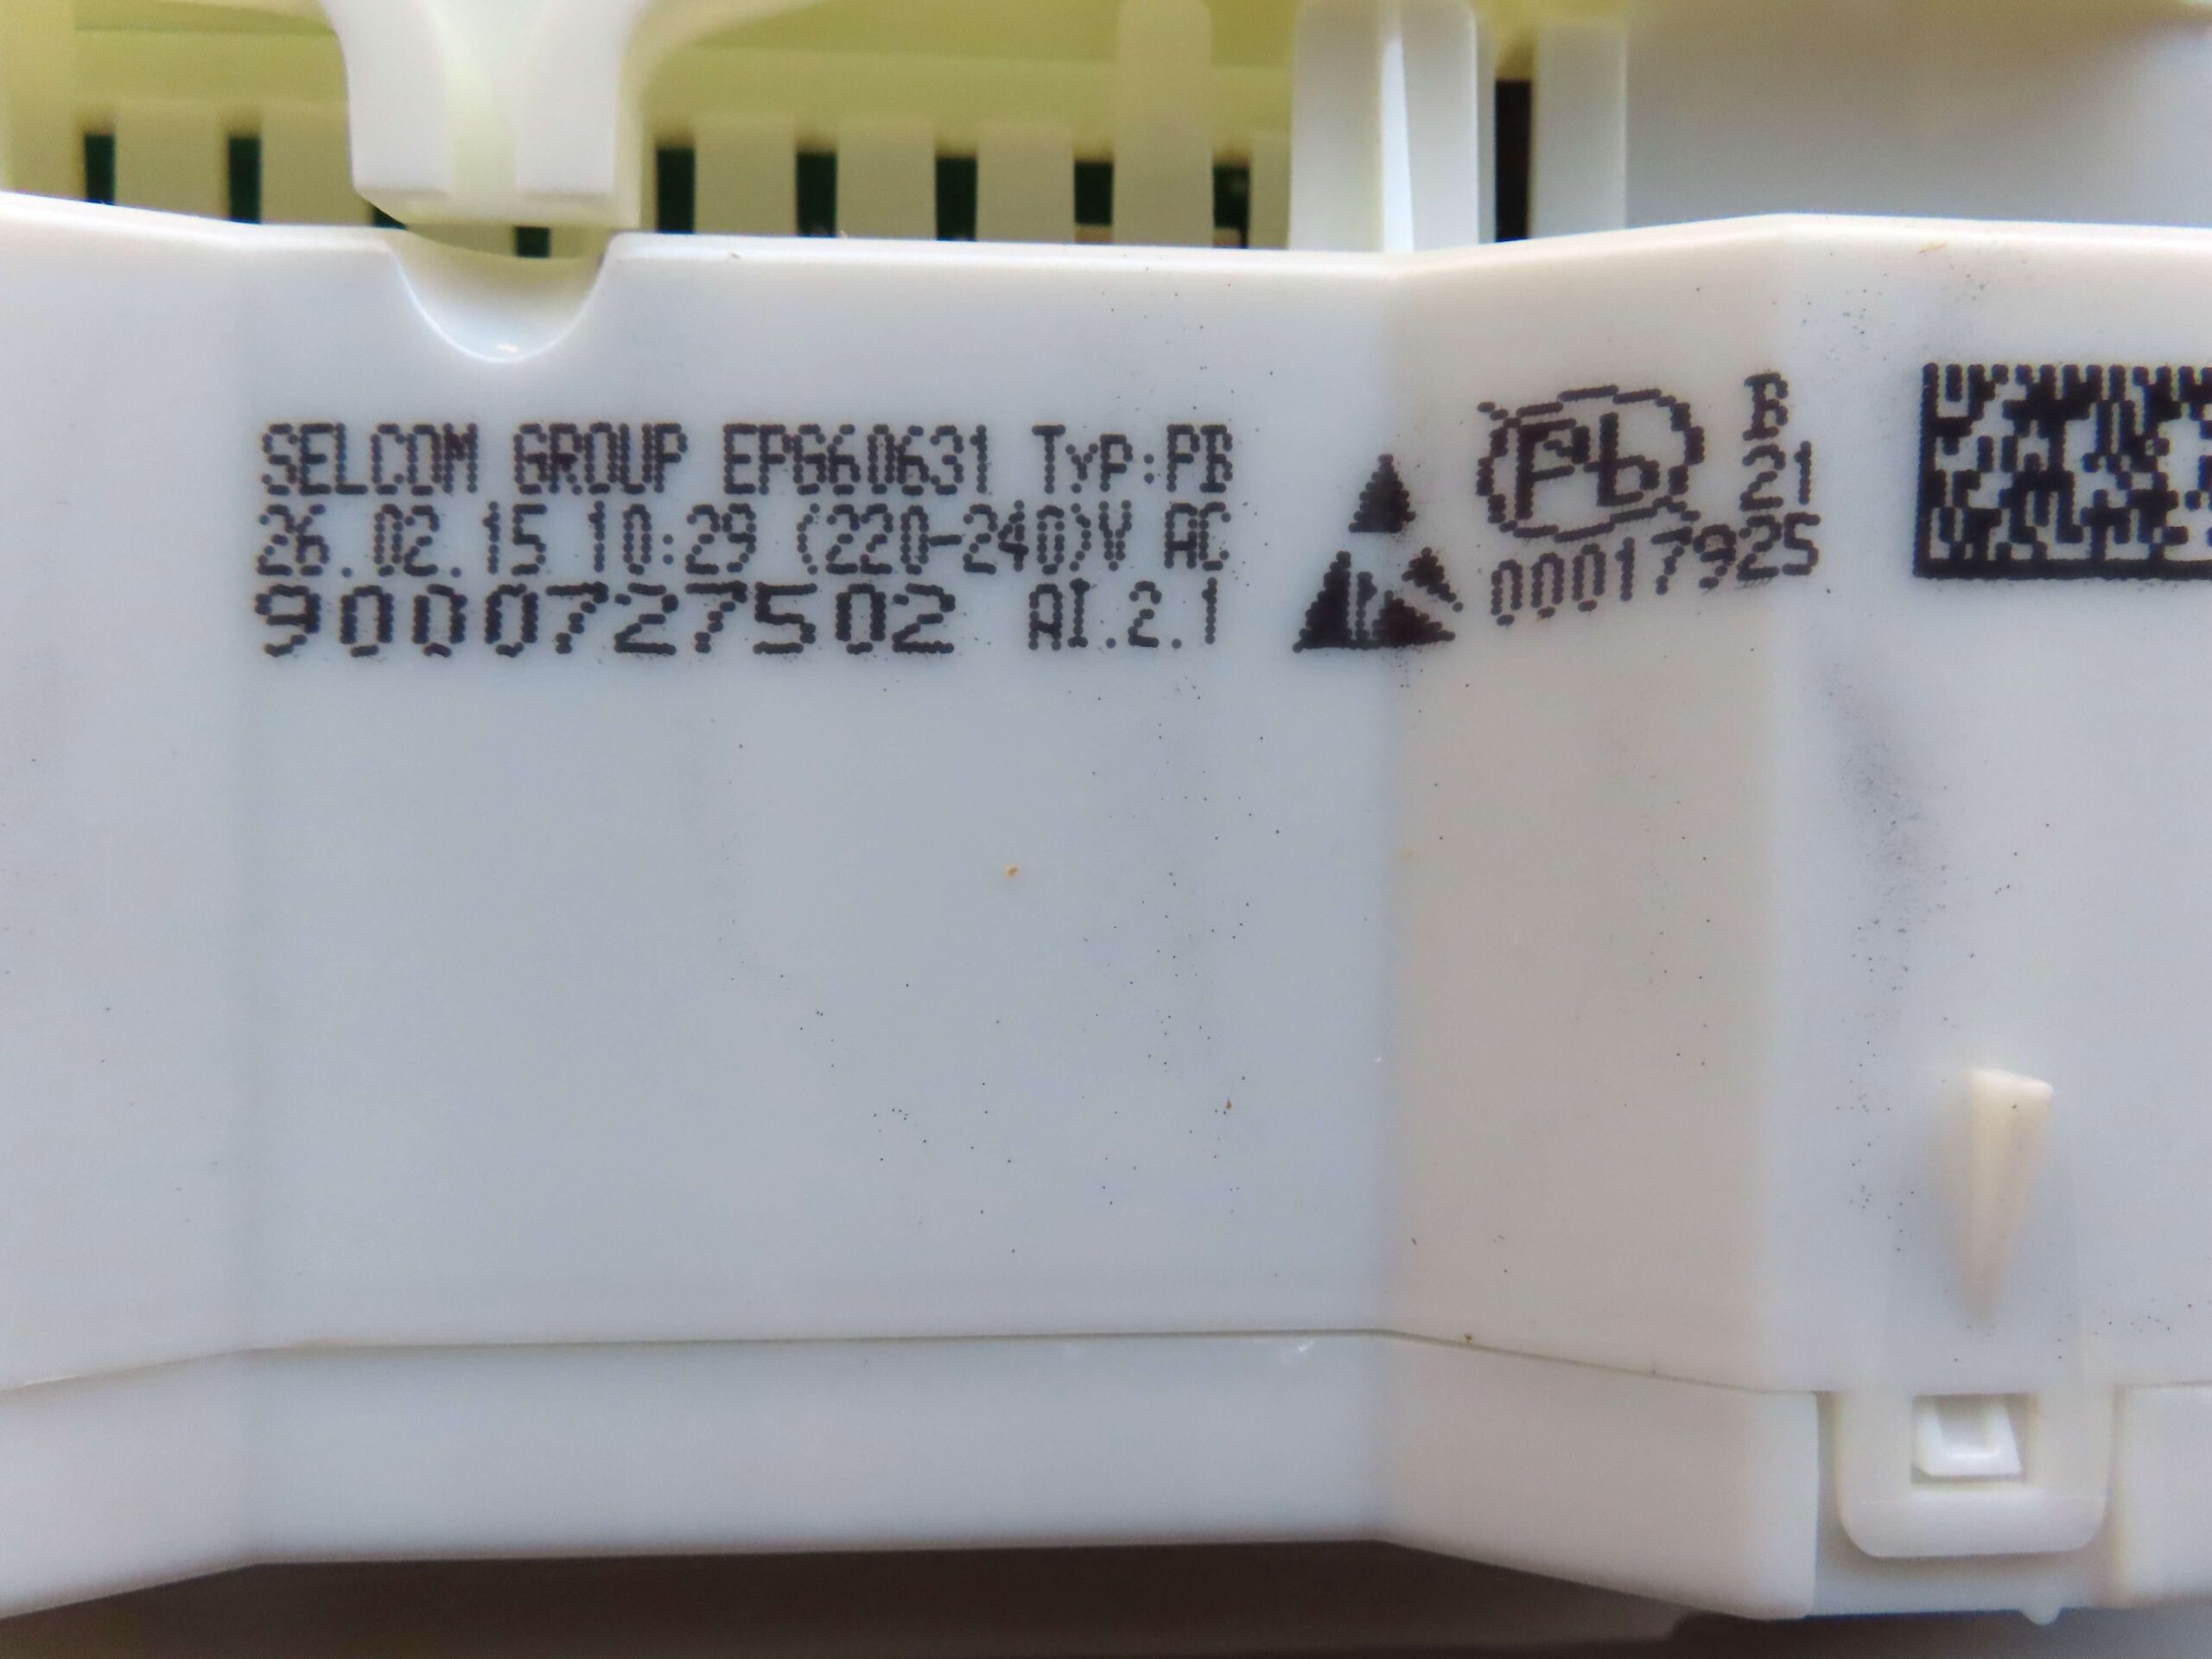 SELCOM GROUP EPG60631 Typ:PB
26.02.15 10:29 (220-240)V AC
9000727502 AI.2.1
Pb
B
21
00017925